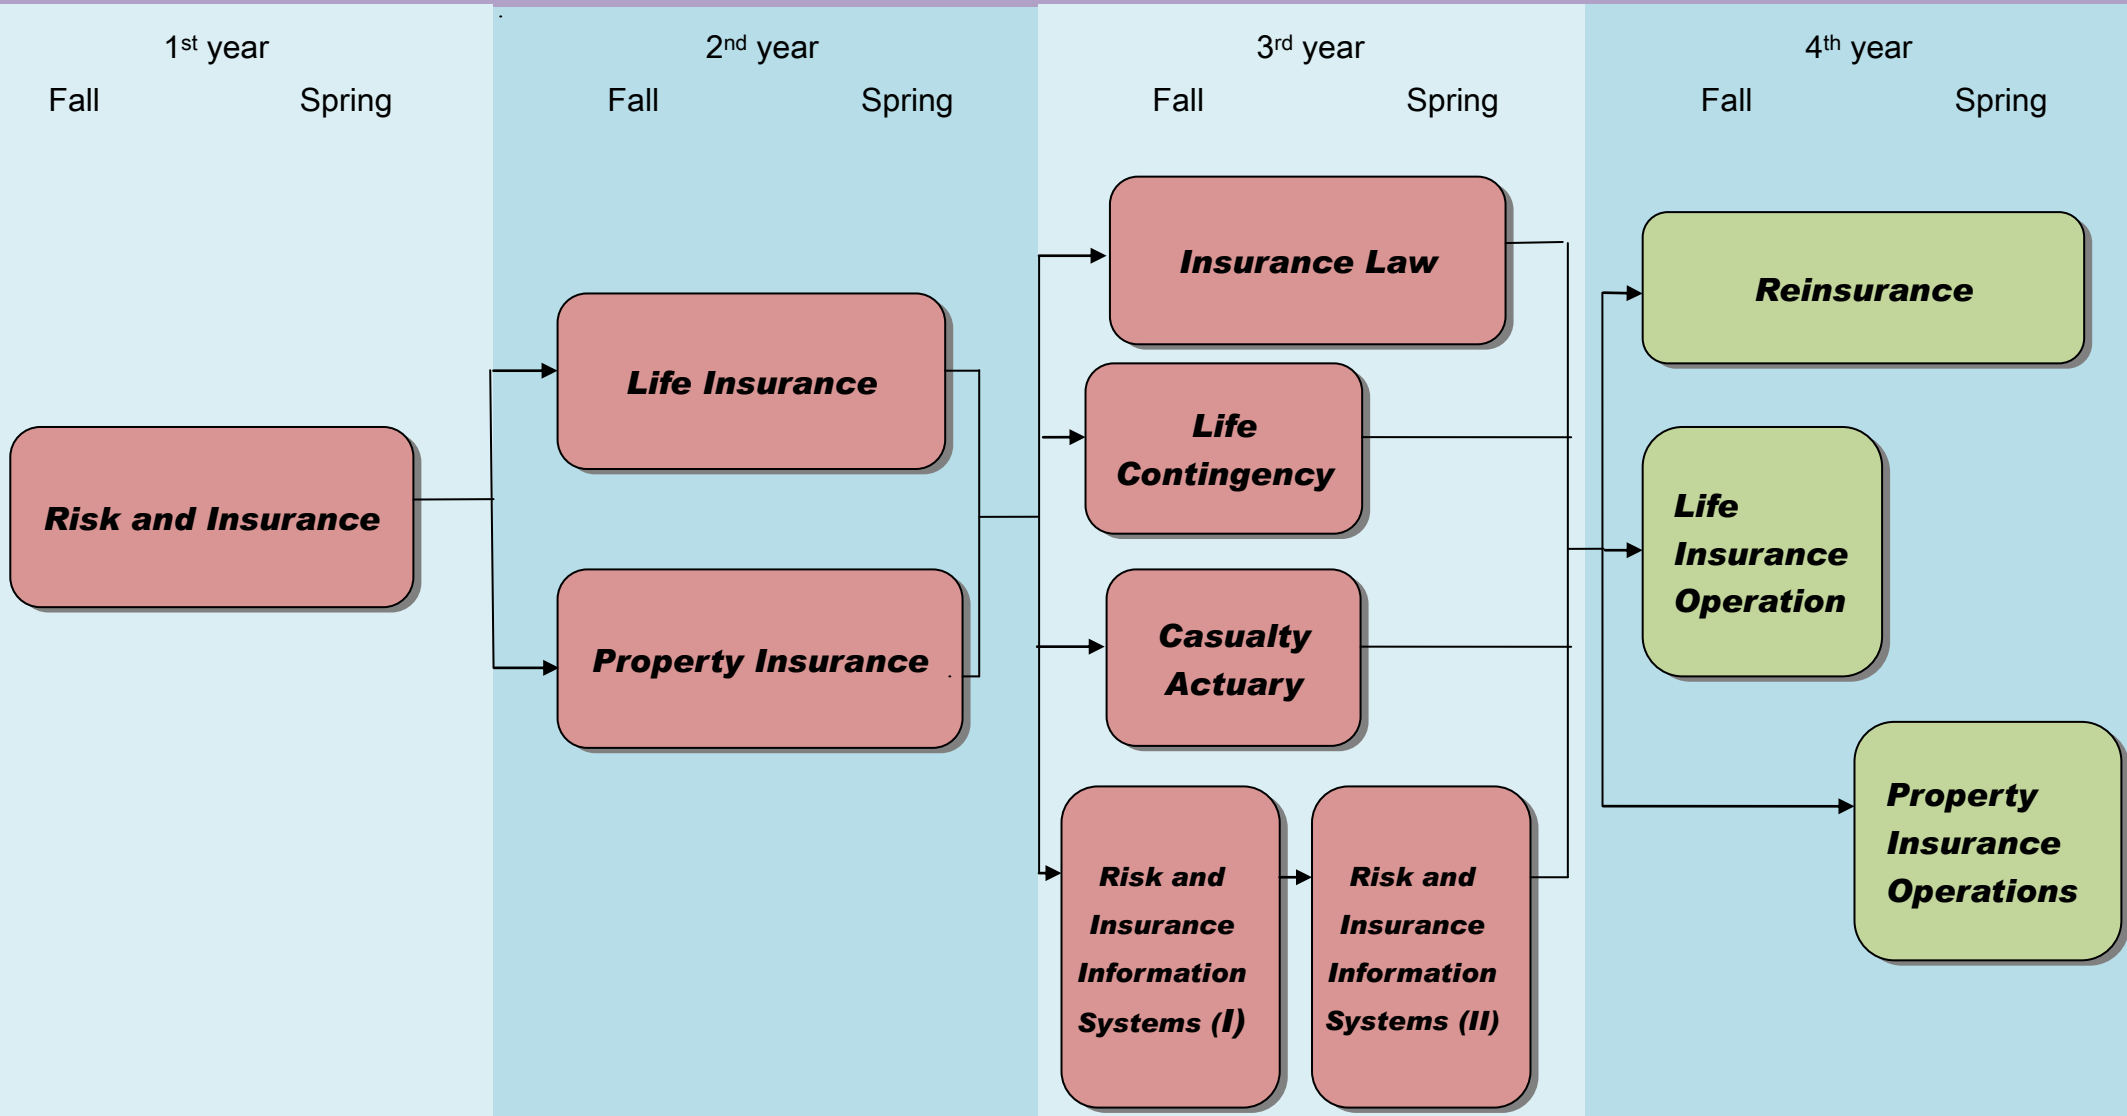 1st year
2nd year
3rd year
4th year
Fall
Spring
Fall
Spring
Fall
Spring
Fall
Spring
Risk and Insurance
Life Insurance
Property Insurance
Insurance Law
Life
Contingency
Casualty
Actuary
Risk and
Insurance
Information
Systems (I)
Risk and
Insurance
Information
Systems (II)
Reinsurance
Life
Insurance
Operation
Property
Insurance
Operations